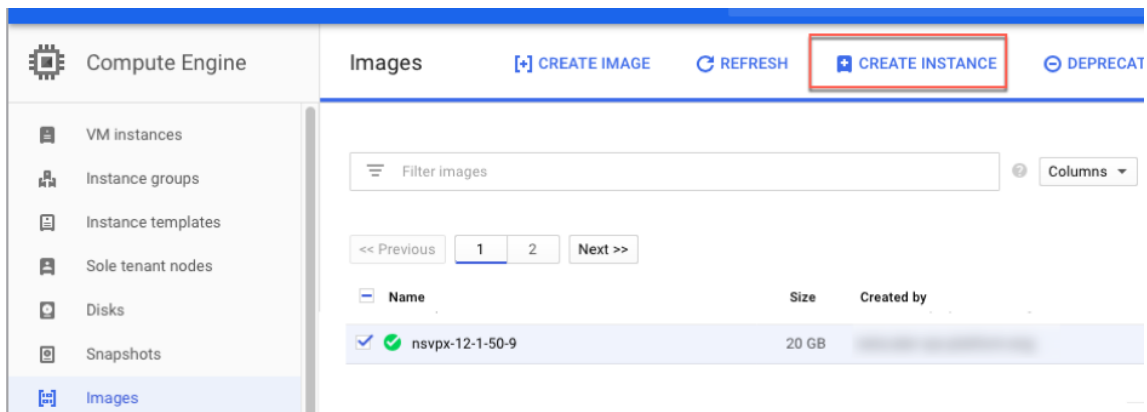 Compute Engine
Images
[+] CREATE IMAGE
REFRESH
CREATE INSTANCE
DEPRECAT
VM instances
Instance groups
Instance templates
Sole tenant nodes
Disks
Snapshots
Images
Filter images
Columns
<< Previous
1
2
Next >>
Name
Size
Created by
nsvpx-12-1-50-9
20 GB